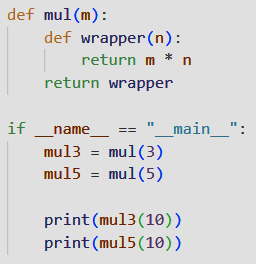 def mul(m):
    def wrapper(n):
        return m * n
    return wrapper

if __name__ == "__main__":
    mul3 = mul(3)
    mul5 = mul(5)

    print(mul3(10))
    print(mul5(10))